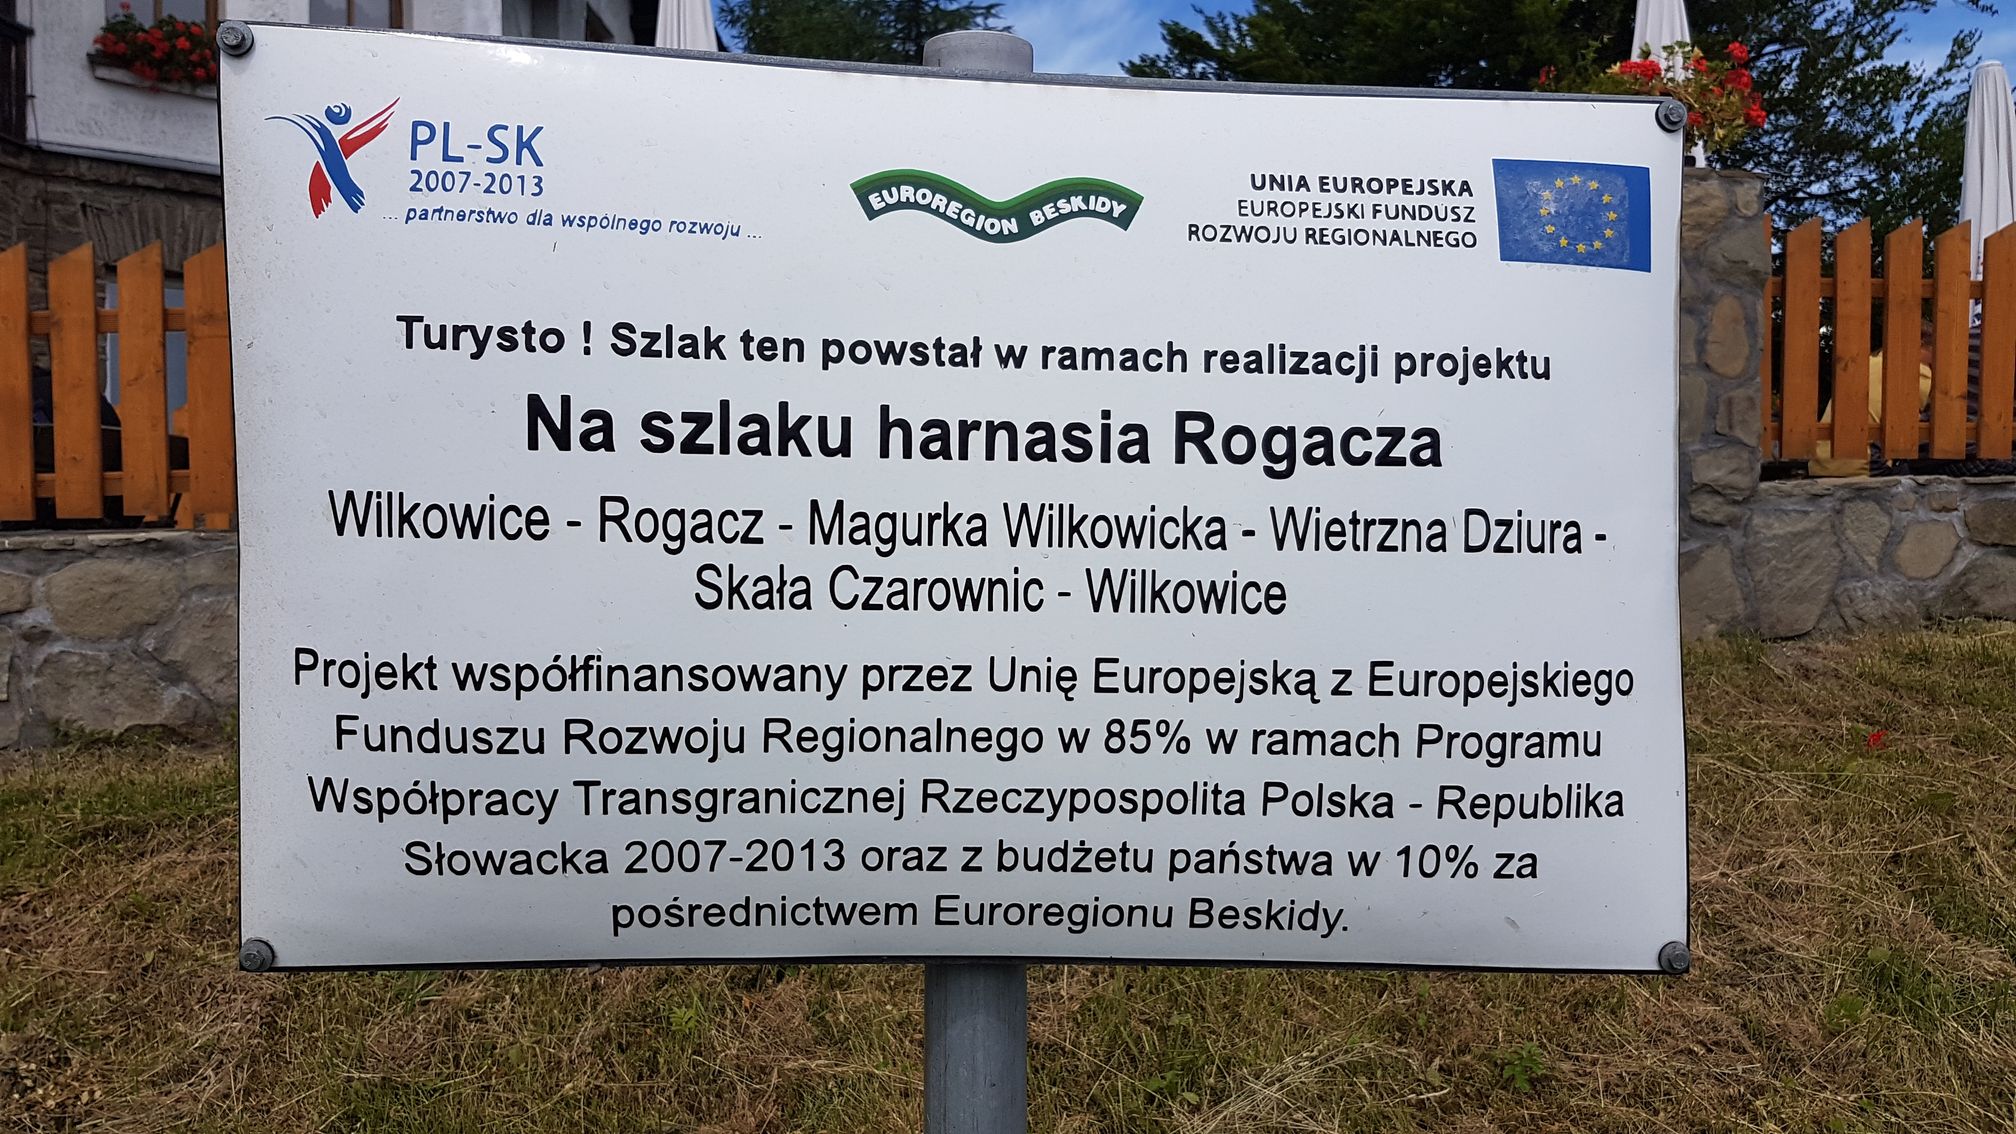 PL-SK
2007-2013
... partnerstwo dla wspólnego rozwoju ...
EUROREGION BESKIDY
UNIA EUROPEJSKA
EUROPEJSKI FUNDUSZ
ROZWOJU REGIONALNEGO
Turysto ! Szlak ten powstał w ramach realizacji projektu
Na szlaku harnasia Rogacza
Wilkowice - Rogacz - Magurka Wilkowicka - Wietrzna Dziura -
Skała Czarownic - Wilkowice
Projekt współfinansowany przez Unię Europejską z Europejskiego
Funduszu Rozwoju Regionalnego w 85% w ramach Programu
Współpracy Transgranicznej Rzeczypospolita Polska - Republika
Słowacka 2007-2013 oraz z budżetu państwa w 10% za
pośrednictwem Euroregionu Beskidy.